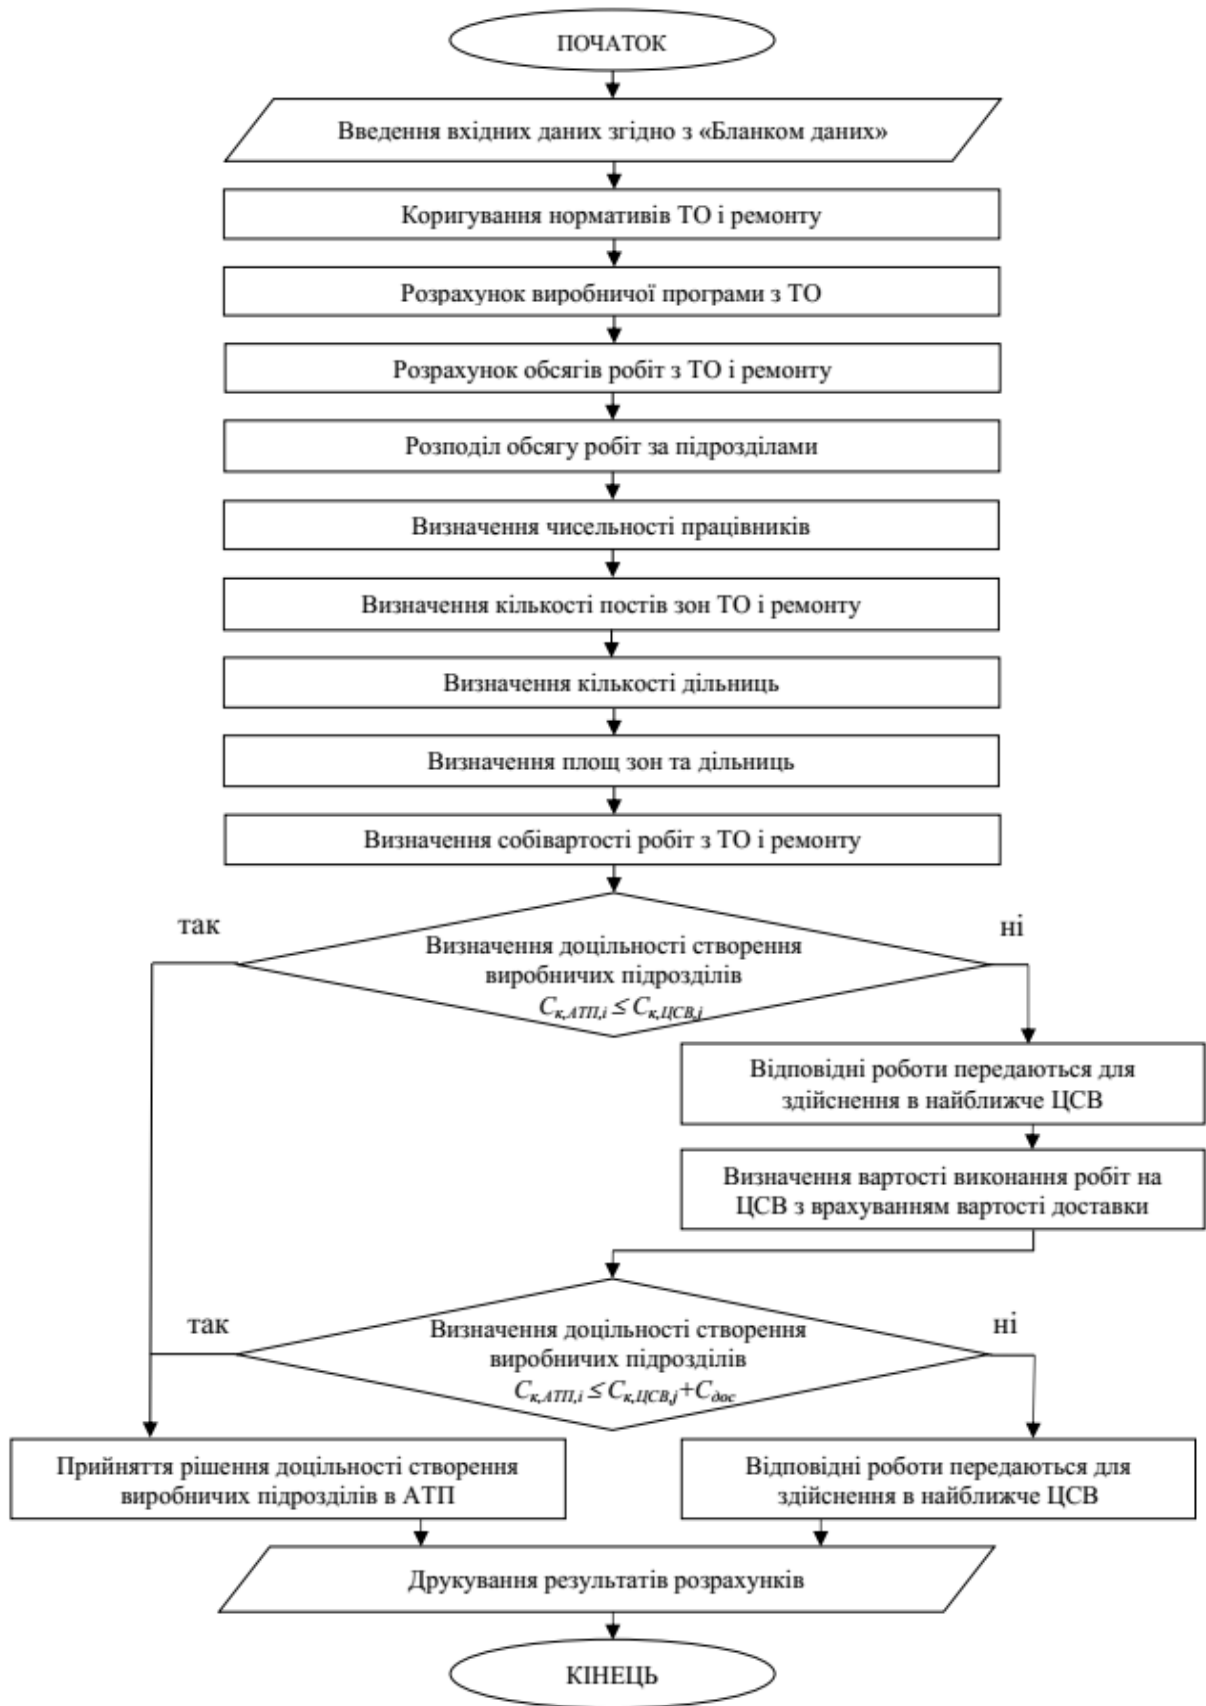 ПОЧАТОК
Введення вхідних даних згідно з «Бланком даних»
Коригування нормативів ТО і ремонту
Розрахунок виробничої програми з ТО
Розрахунок обсягів робіт з ТО і ремонту
Розподіл обсягу робіт за підрозділами
Визначення чисельності працівників
Визначення кількості постів зон ТО і ремонту
Визначення кількості дільниць
Визначення площ зон та дільниць
Визначення собівартості робіт з ТО і ремонту
так
ні
Визначення доцільності створення
виробничих підрозділів
Cк,АТП,i ≤ Cк,ЦСВ,j
Відповідні роботи передаються для
здійснення в найближче ЦСВ
Визначення вартості виконання робіт на
ЦСВ з врахуванням вартості доставки
так
ні
Визначення доцільності створення
виробничих підрозділів
Cк,АТП,i ≤ Cк,ЦСВ,j+Cдос
Прийняття рішення доцільності створення
виробничих підрозділів в АТП
Відповідні роботи передаються для
здійснення в найближче ЦСВ
Друкування результатів розрахунків
КІНЕЦЬ